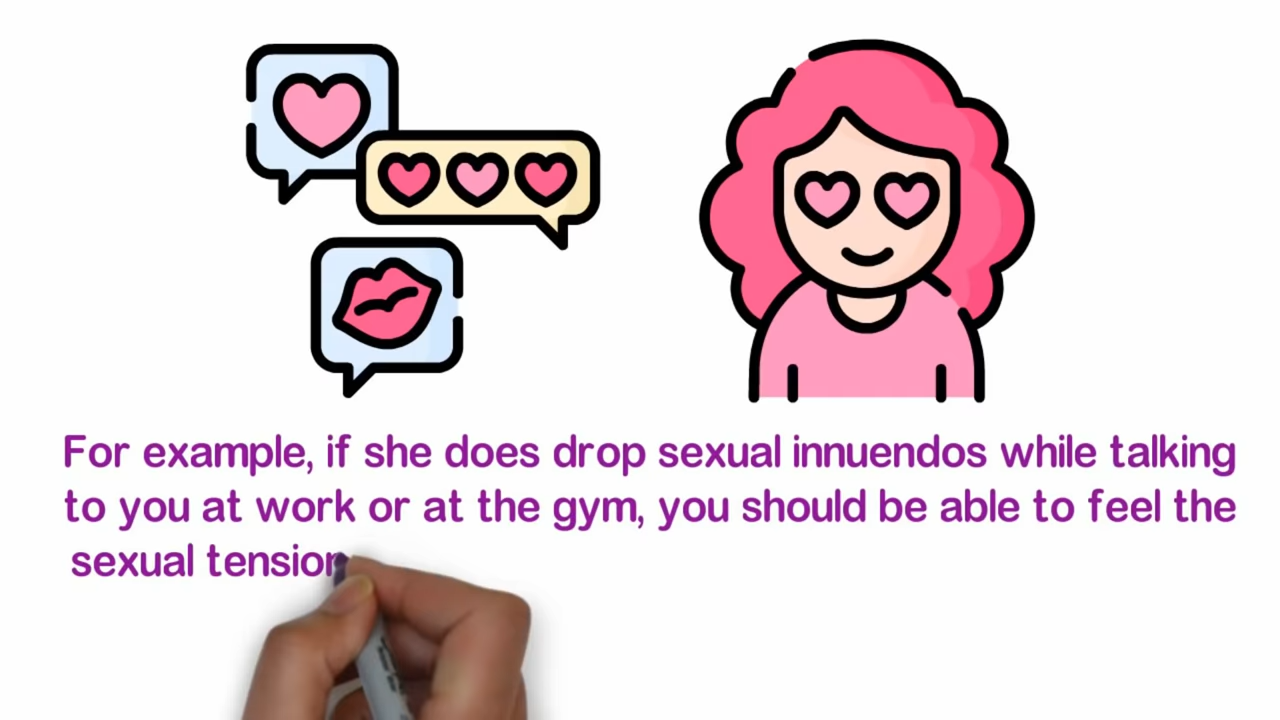 For example, if she does drop sexual innuendos while talking
to you at work or at the gym, you should be able to feel the
sexual tension